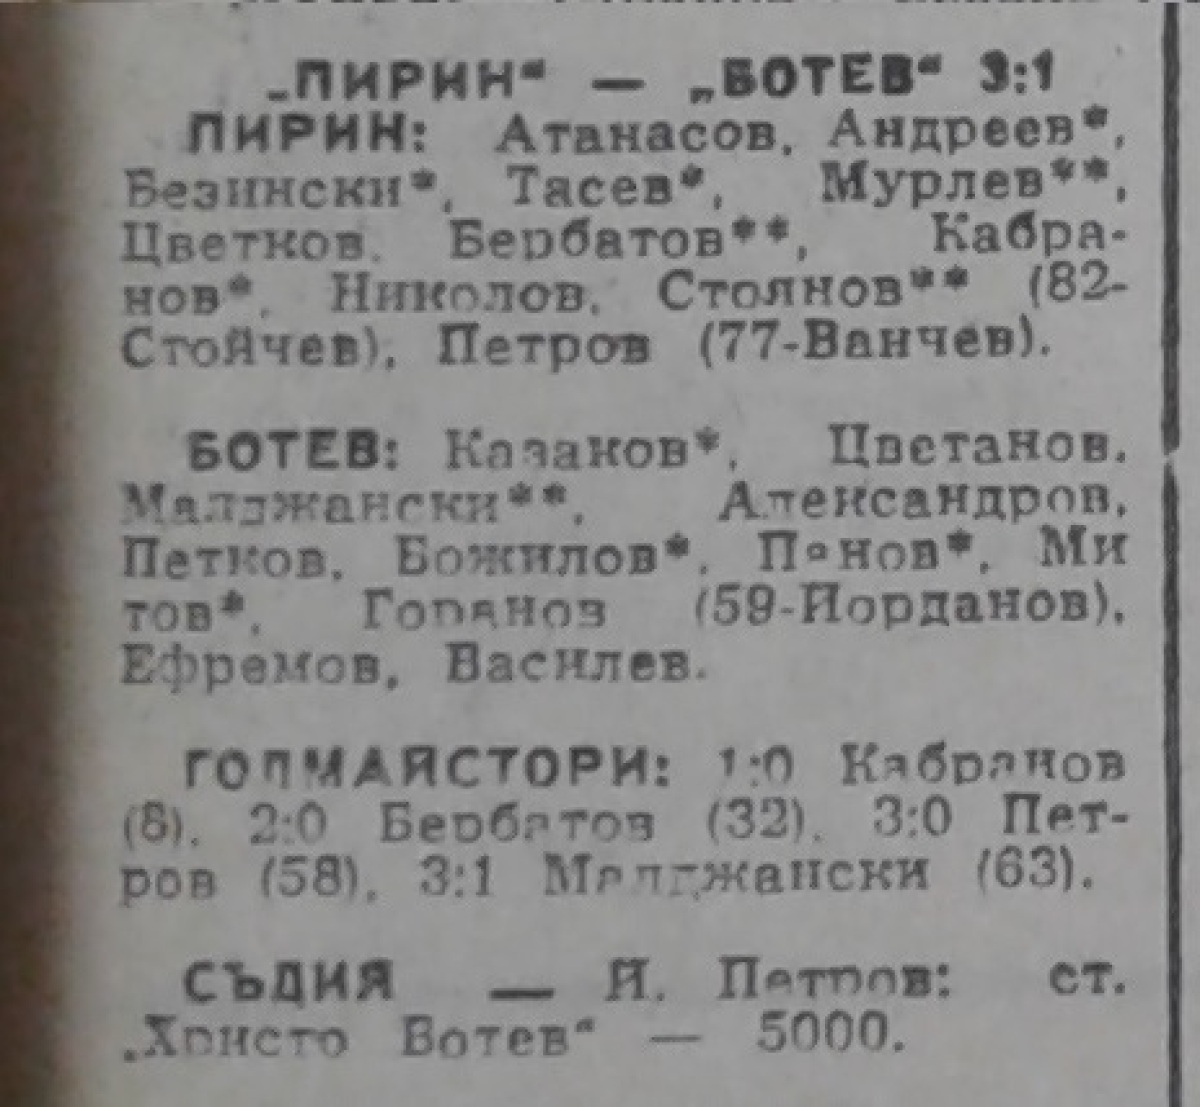 „ПИРИН“ — „БОТЕВ“ 3:1
ПИРИН: Атанасов, Андреев*,
Безински*, Тасев*, Мурлев**,
Цветков, Бербатов**, Кабра-
нов*, Николов, Стоянов** (82-
Стойчев), Петров (77-Ванчев).
БОТЕВ: Казаков*, Цветанов,
Малджански**, Александров,
Петков, Божилов*, Панов*, Ми
тов*, Горанов (59-Йорданов),
Ефремов, Василев.
ГОЛМАЙСТОРИ: 1:0 Кабранов
(8), 2:0 Бербатов (32), 3:0 Пет-
ров (58), 3:1 Малджански (63).
СЪДИЯ — Й. Петров; ст.
„Христо Ботев“ — 5000.